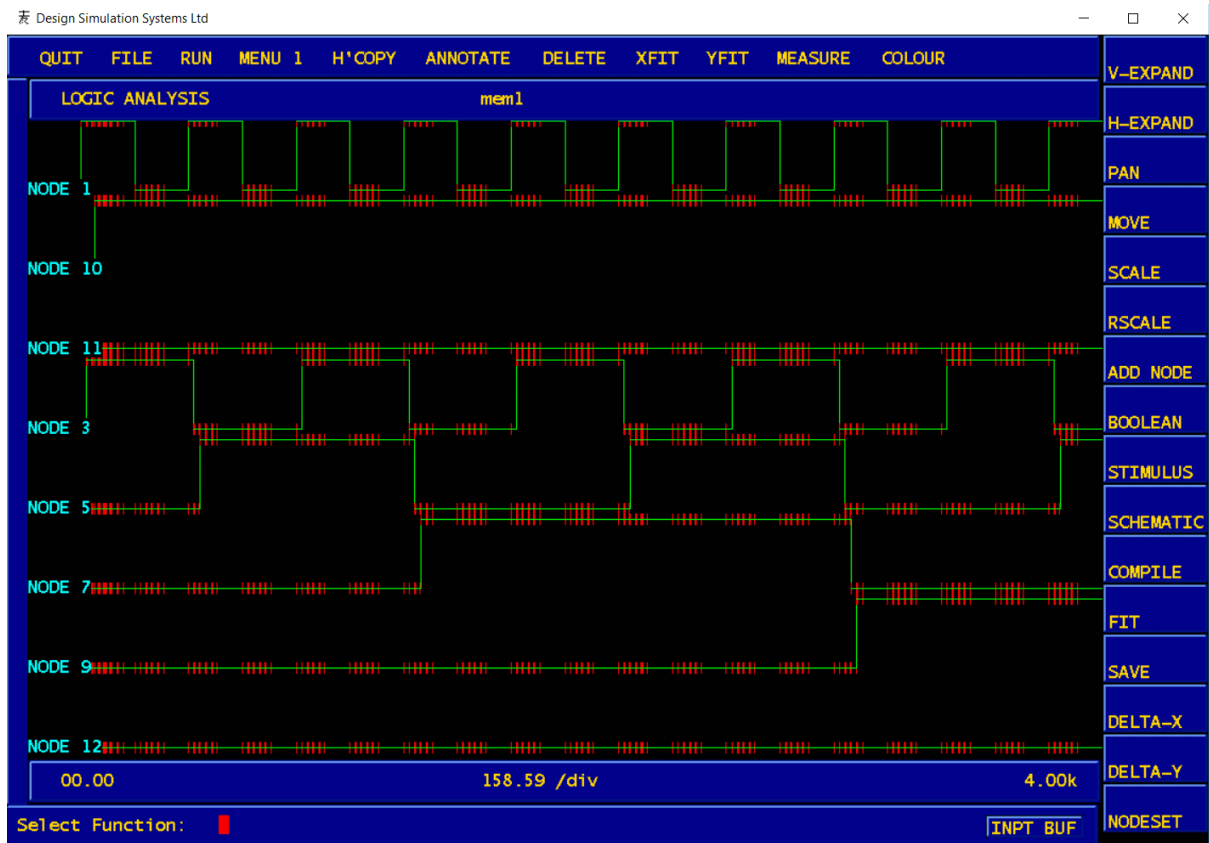 Design Simulation Systems Ltd
QUIT FILE RUN MENU 1 H'COPY ANNOTATE DELETE XFIT YFIT MEASURE COLOUR
LOGIC ANALYSIS mem1
NODE 1
NODE 10
NODE 11
NODE 3
NODE 5
NODE 7
NODE 9
NODE 12
00.00 158.59 /div 4.00k
Select Function: INPT BUF
V-EXPAND
H-EXPAND
PAN
MOVE
SCALE
RSCALE
ADD NODE
BOOLEAN
STIMULUS
SCHEMATIC
COMPILE
FIT
SAVE
DELTA-X
DELTA-Y
NODESET